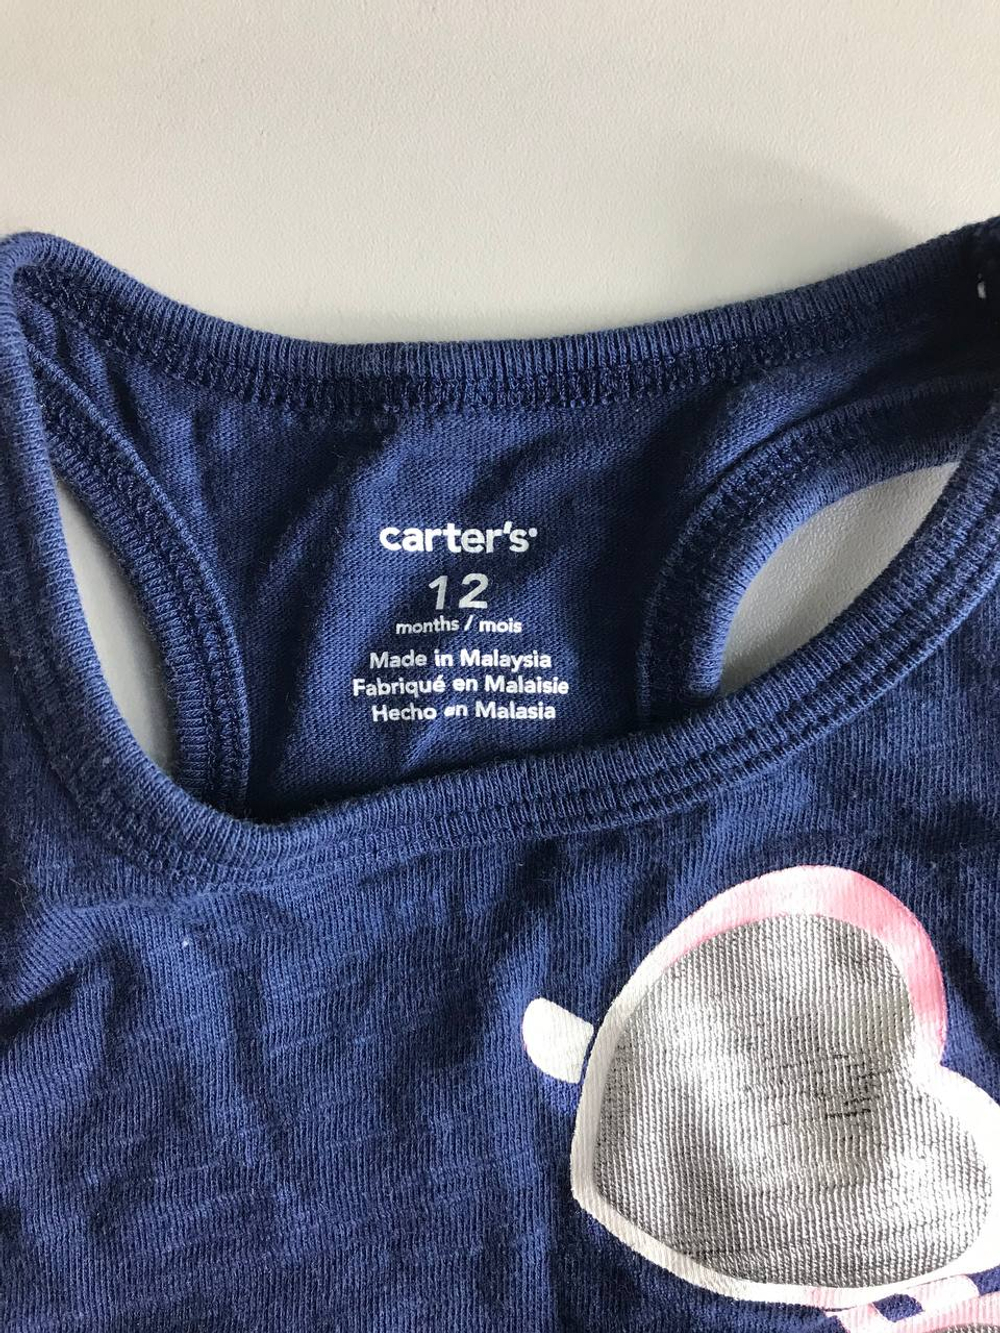 carter's
12
months / mois
Made in Malaysia
Fabriqué en Malaisie
Hecho en Malasia